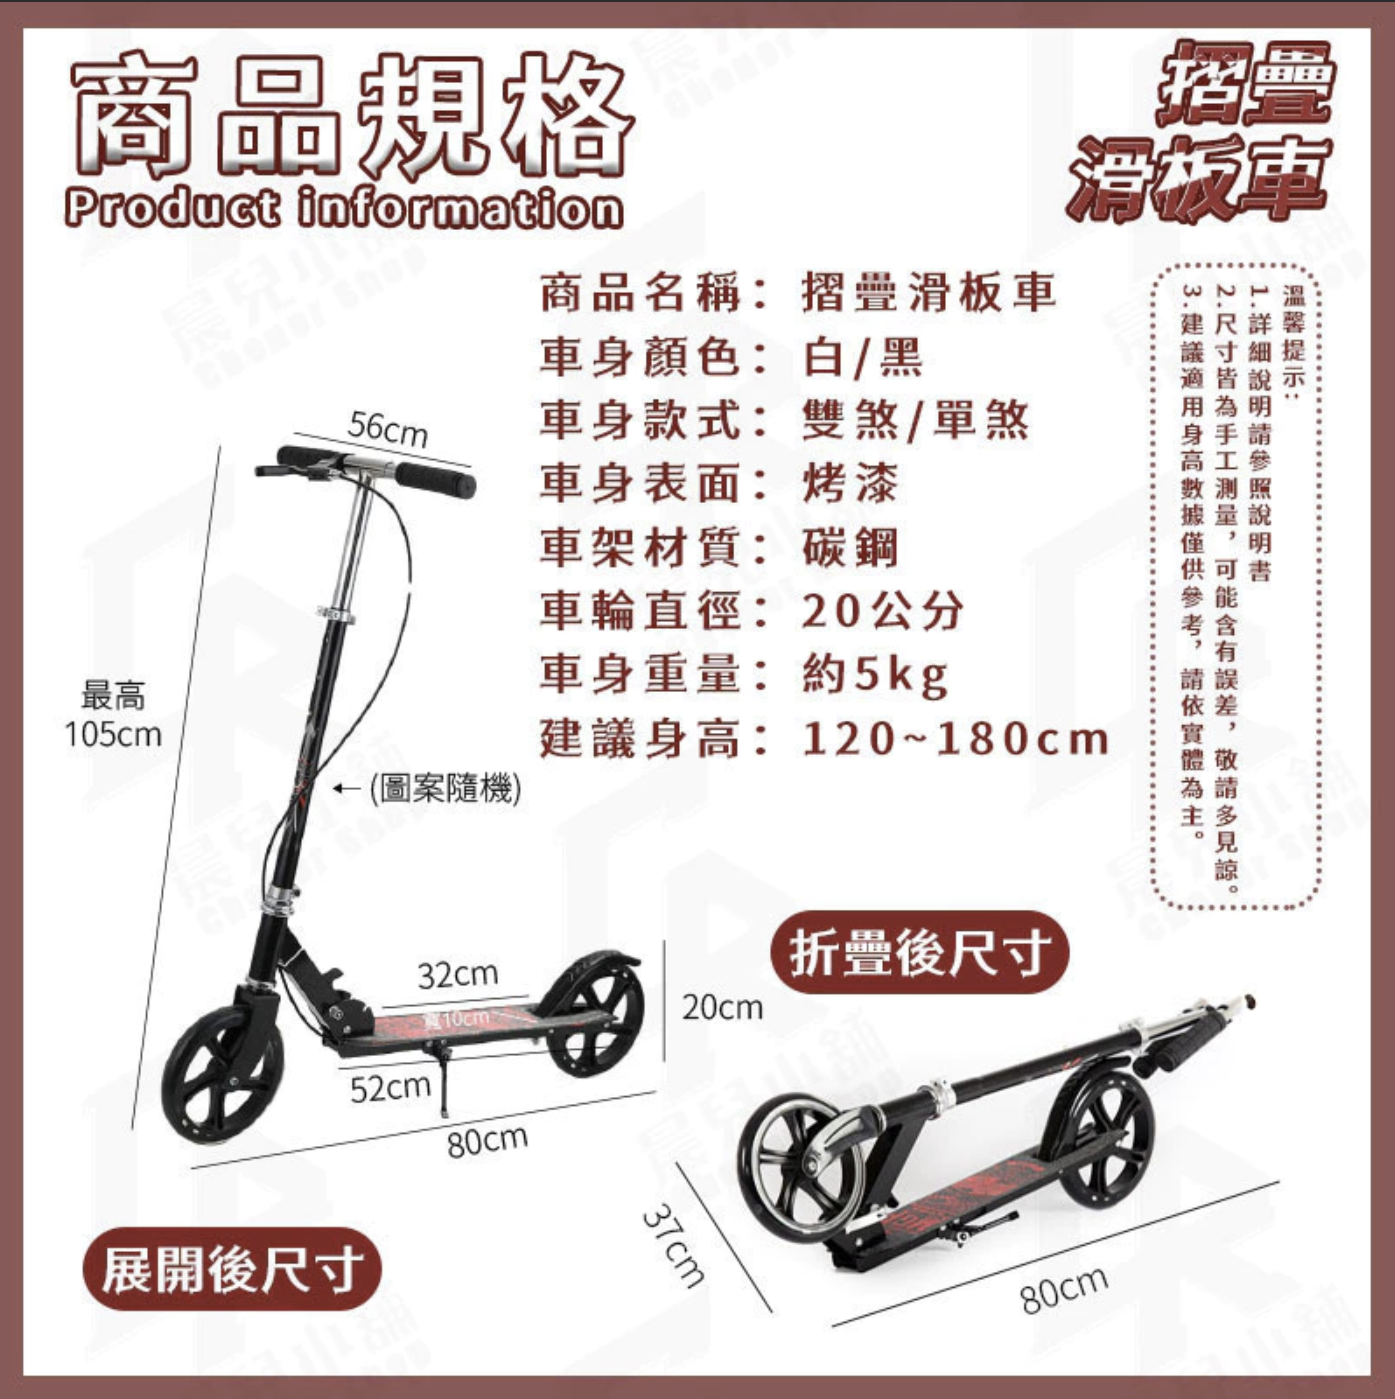 商品規格
Product information
摺疊
滑板車
商品名稱：摺疊滑板車
車身顏色：白/黑
車身款式：雙煞/單煞
車身表面：烤漆
車架材質：碳鋼
車輪直徑：20公分
車身重量：約5kg
建議身高：120~180cm
溫馨提示：
1.詳細說明請參照說明書
2.尺寸皆為手工測量，可能含有誤差，敬請多見諒。
3.建議適用身高數據僅供參考，請依實體為主。
56cm
最高
105cm
←(圖案隨機)
32cm
寬10cm
20cm
52cm
80cm
展開後尺寸
折疊後尺寸
37cm
80cm
晨兒小舖